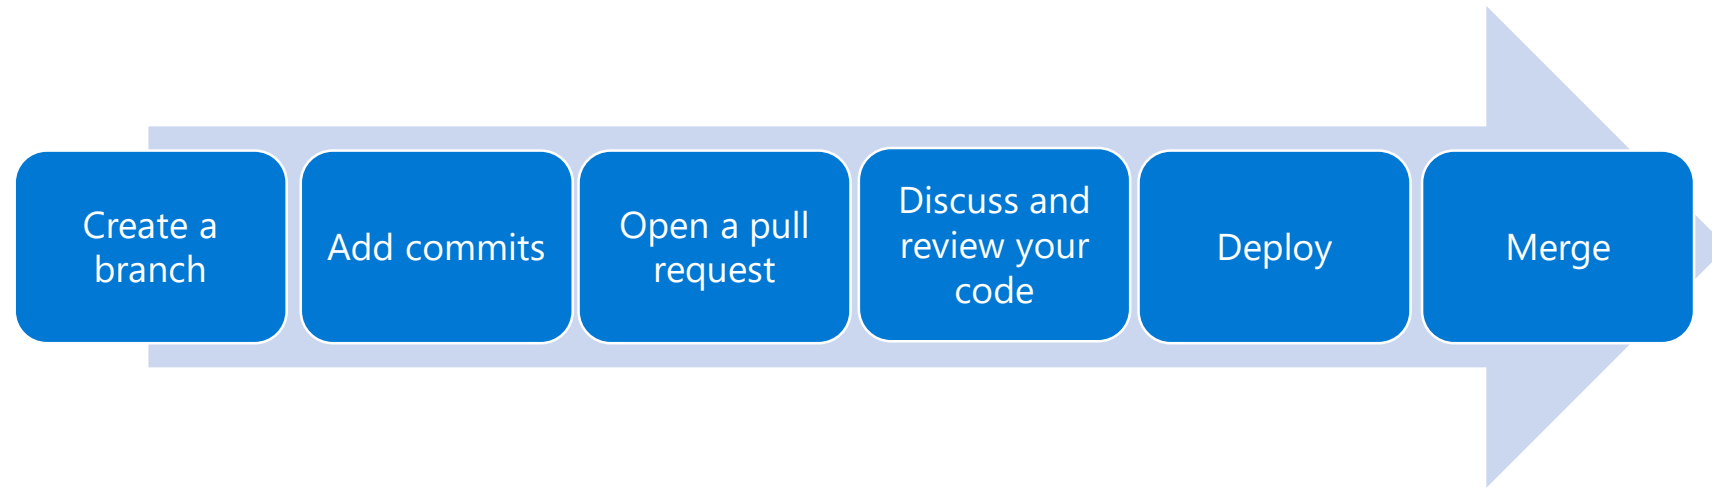 Create a
branch
Add commits
Open a pull
request
Discuss and
review your
code
Deploy
Merge